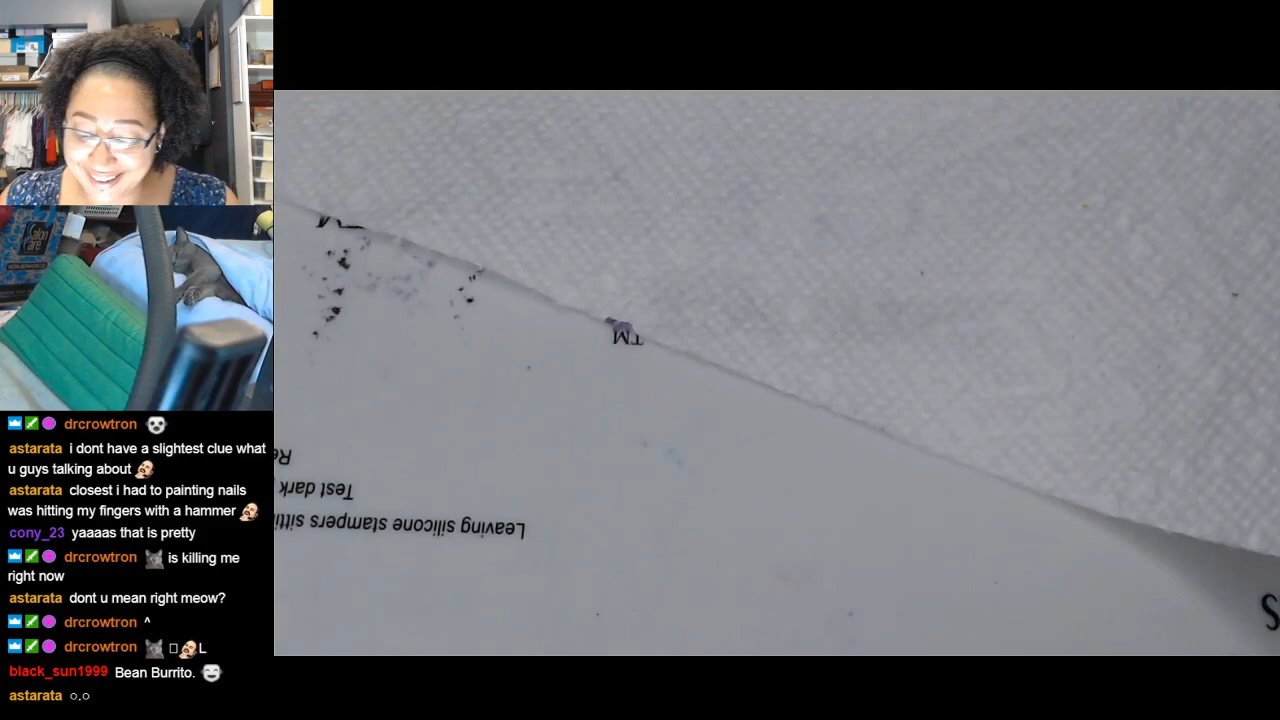 Salon Care
drcrowtron
astarata i dont have a slightest clue what
u guys talking about
astarata closest i had to painting nails
was hitting my fingers with a hammer
cony_23 yaaaas that is pretty
drcrowtron is killing me
right now
astarata dont u mean right meow?
drcrowtron ^
drcrowtron L
black_sun1999 Bean Burrito.
astarata o.o
TM
Test dark
Leaving silicone stampers sitti
S